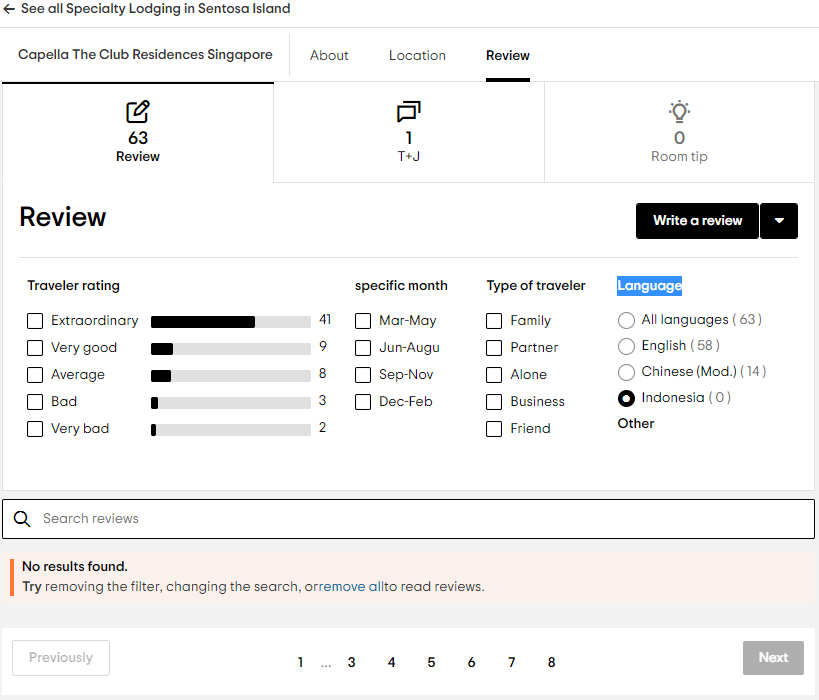 See all Specialty Lodging in Sentosa Island
Capella The Club Residences Singapore
About
Location
Review
63
Review
1
T+J
0
Room tip
Review
Write a review
Traveler rating
Extraordinary 41
Very good 9
Average 8
Bad 3
Very bad 2
specific month
Mar-May
Jun-Augu
Sep-Nov
Dec-Feb
Type of traveler
Family
Partner
Alone
Business
Friend
Language
All languages ( 63 )
English ( 58 )
Chinese (Mod.) ( 14 )
Indonesia ( 0 )
Other
Search reviews
No results found.
Try removing the filter, changing the search, orremove allto read reviews.
Previously
1 ... 3 4 5 6 7 8
Next